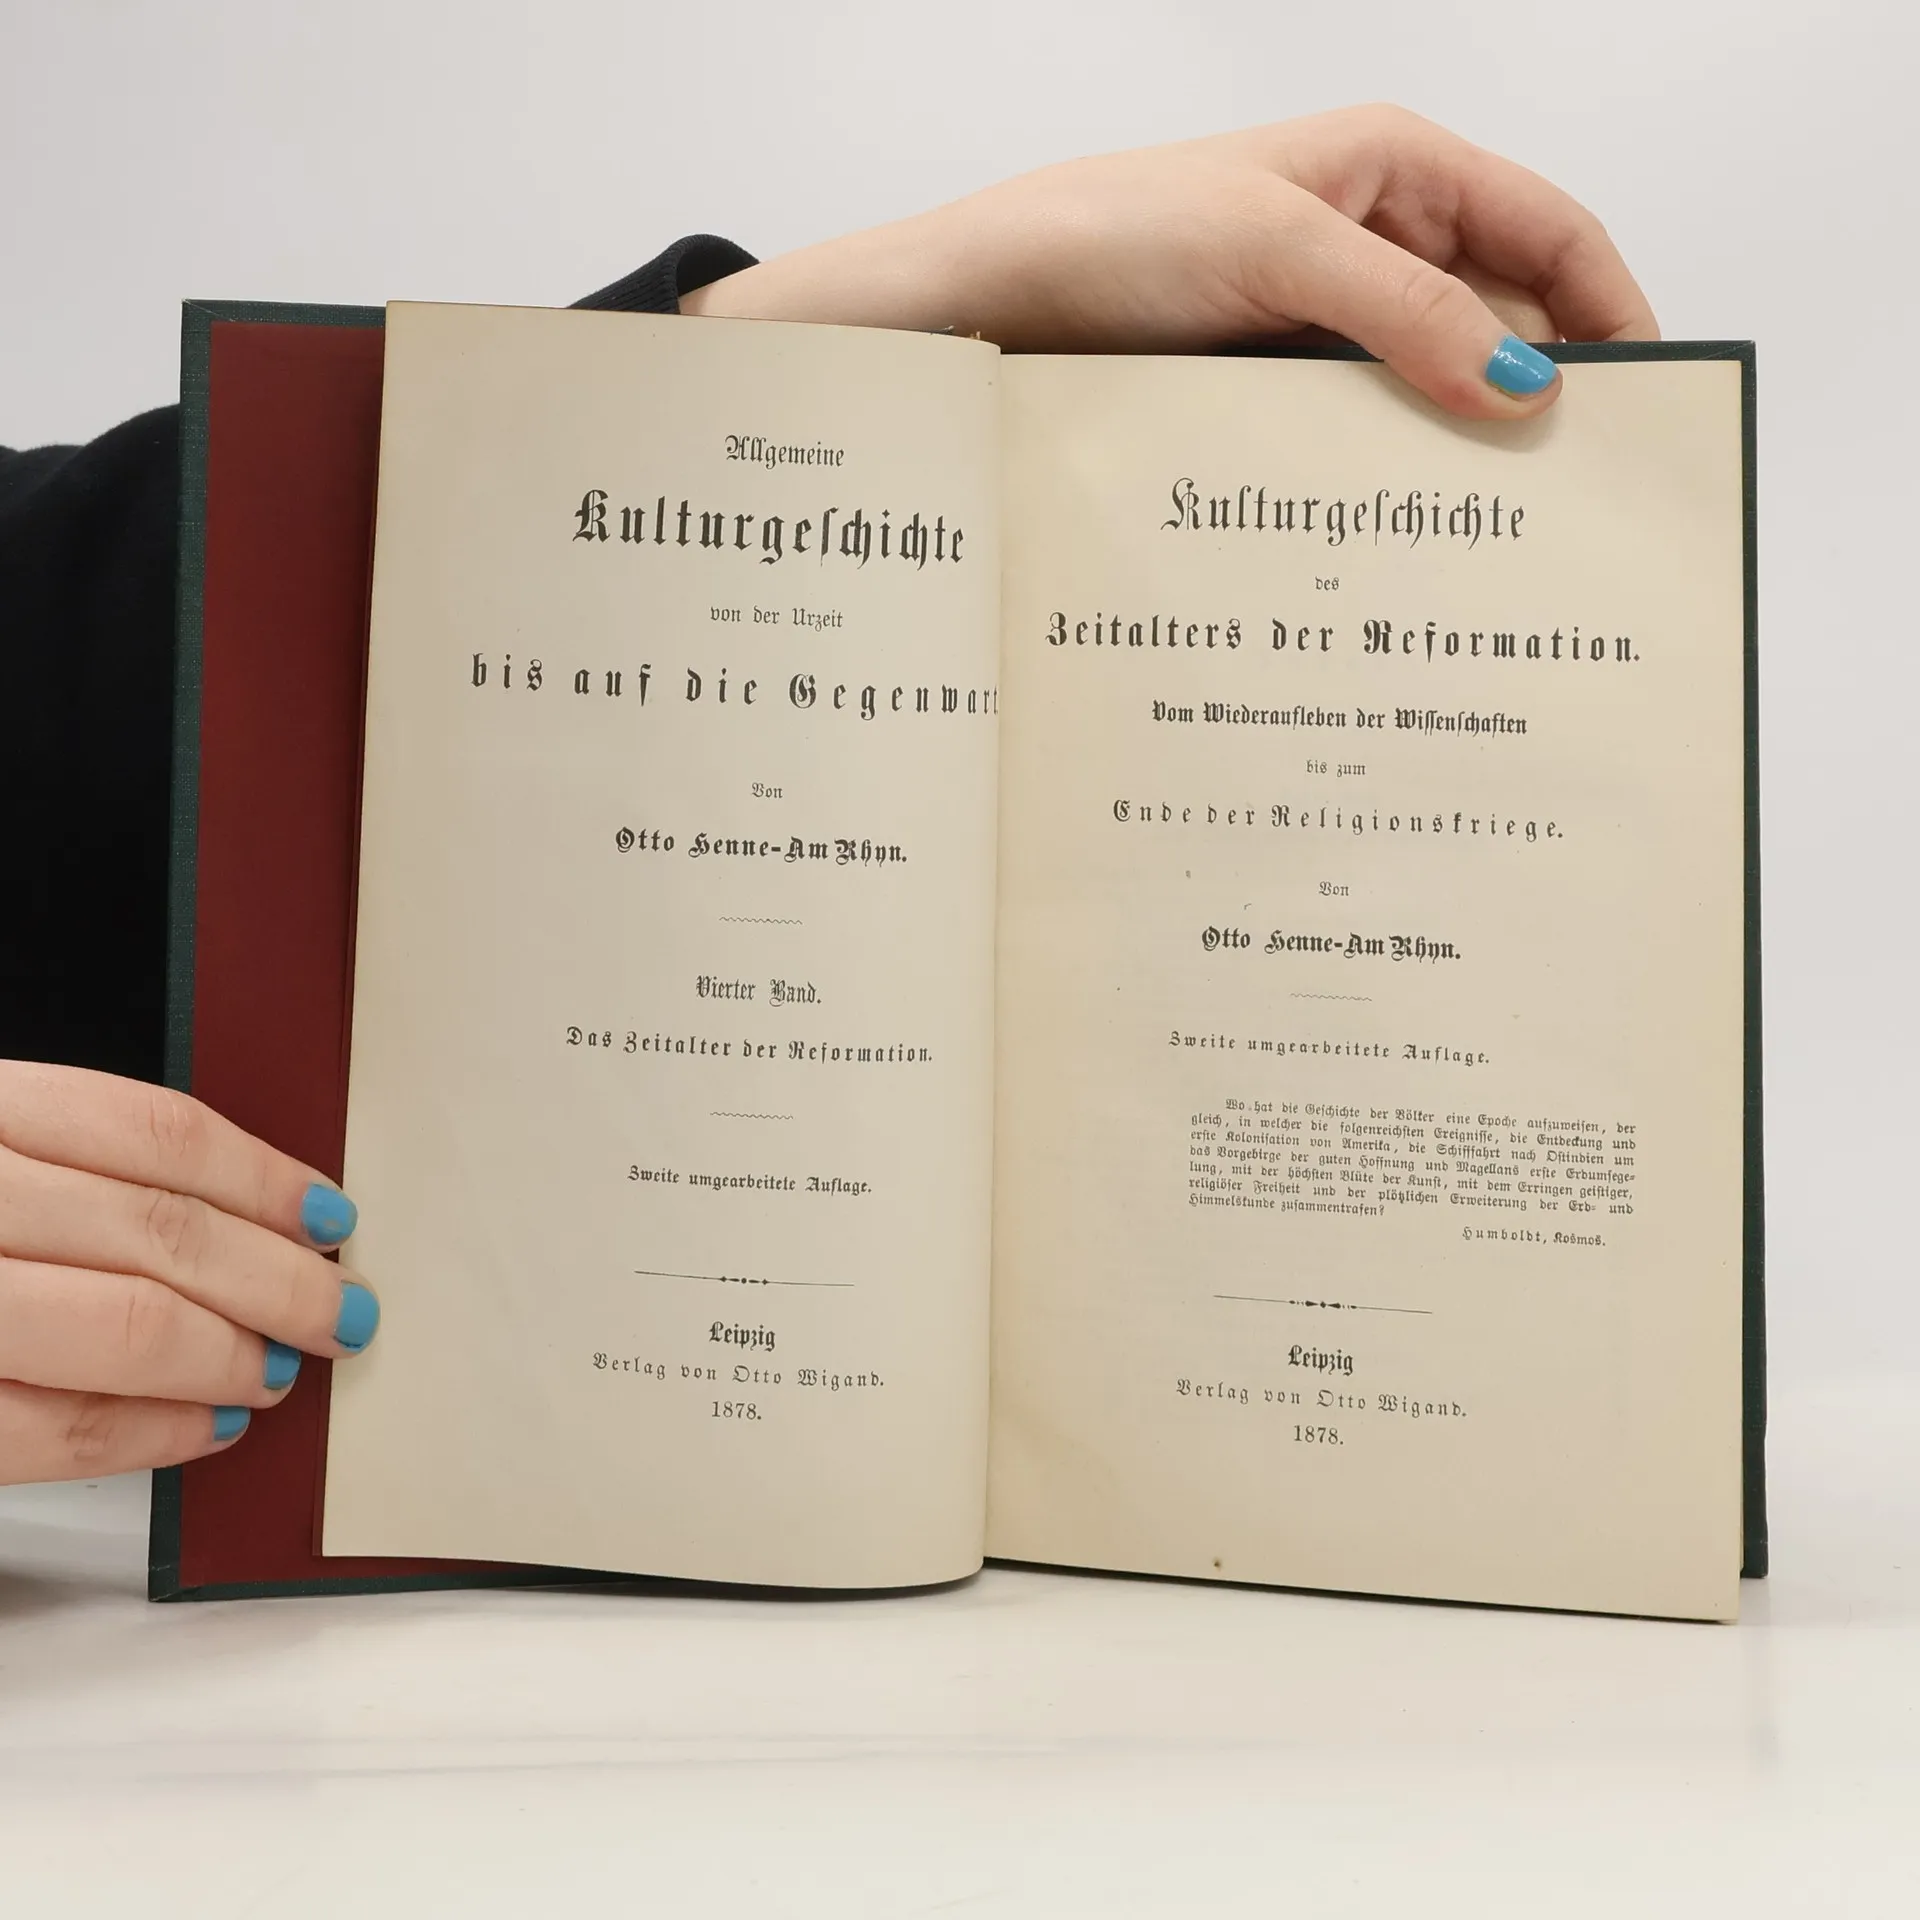 Allgemeine
Kulturgeſchichte
von der Urzeit
bis auf die Gegenwart
Von
Otto Henne-Am Rhyn.
Vierter Band.
Das Zeitalter der Reformation.
Zweite umgearbeitete Auflage.
Leipzig
Verlag von Otto Wigand.
1878.
Kulturgeſchichte
des
Zeitalters der Reformation.
Vom Wiederaufleben der Wiſſenſchaften
bis zum
Ende der Religionskriege.
Von
Otto Henne-Am Rhyn.
Zweite umgearbeitete Auflage.
Wo hat die Geſchichte der Völker eine Epoche aufzuweiſen, der
gleich, in welcher die folgenreichſten Ereigniſſe, die Entdeckung und
erſte Koloniſation von Amerika, die Schifffahrt nach Oſtindien um
das Vorgebirge der guten Hoffnung und Magellans erſte Erdumſege-
lung, mit der höchſten Blüte der Kunſt, mit dem Erringen geiſtiger,
religiöſer Freiheit und der plötzlichen Erweiterung der Erd- und
Himmelskunde zuſammentrafen?
Humboldt, Kosmos.
Leipzig
Verlag von Otto Wigand.
1878.